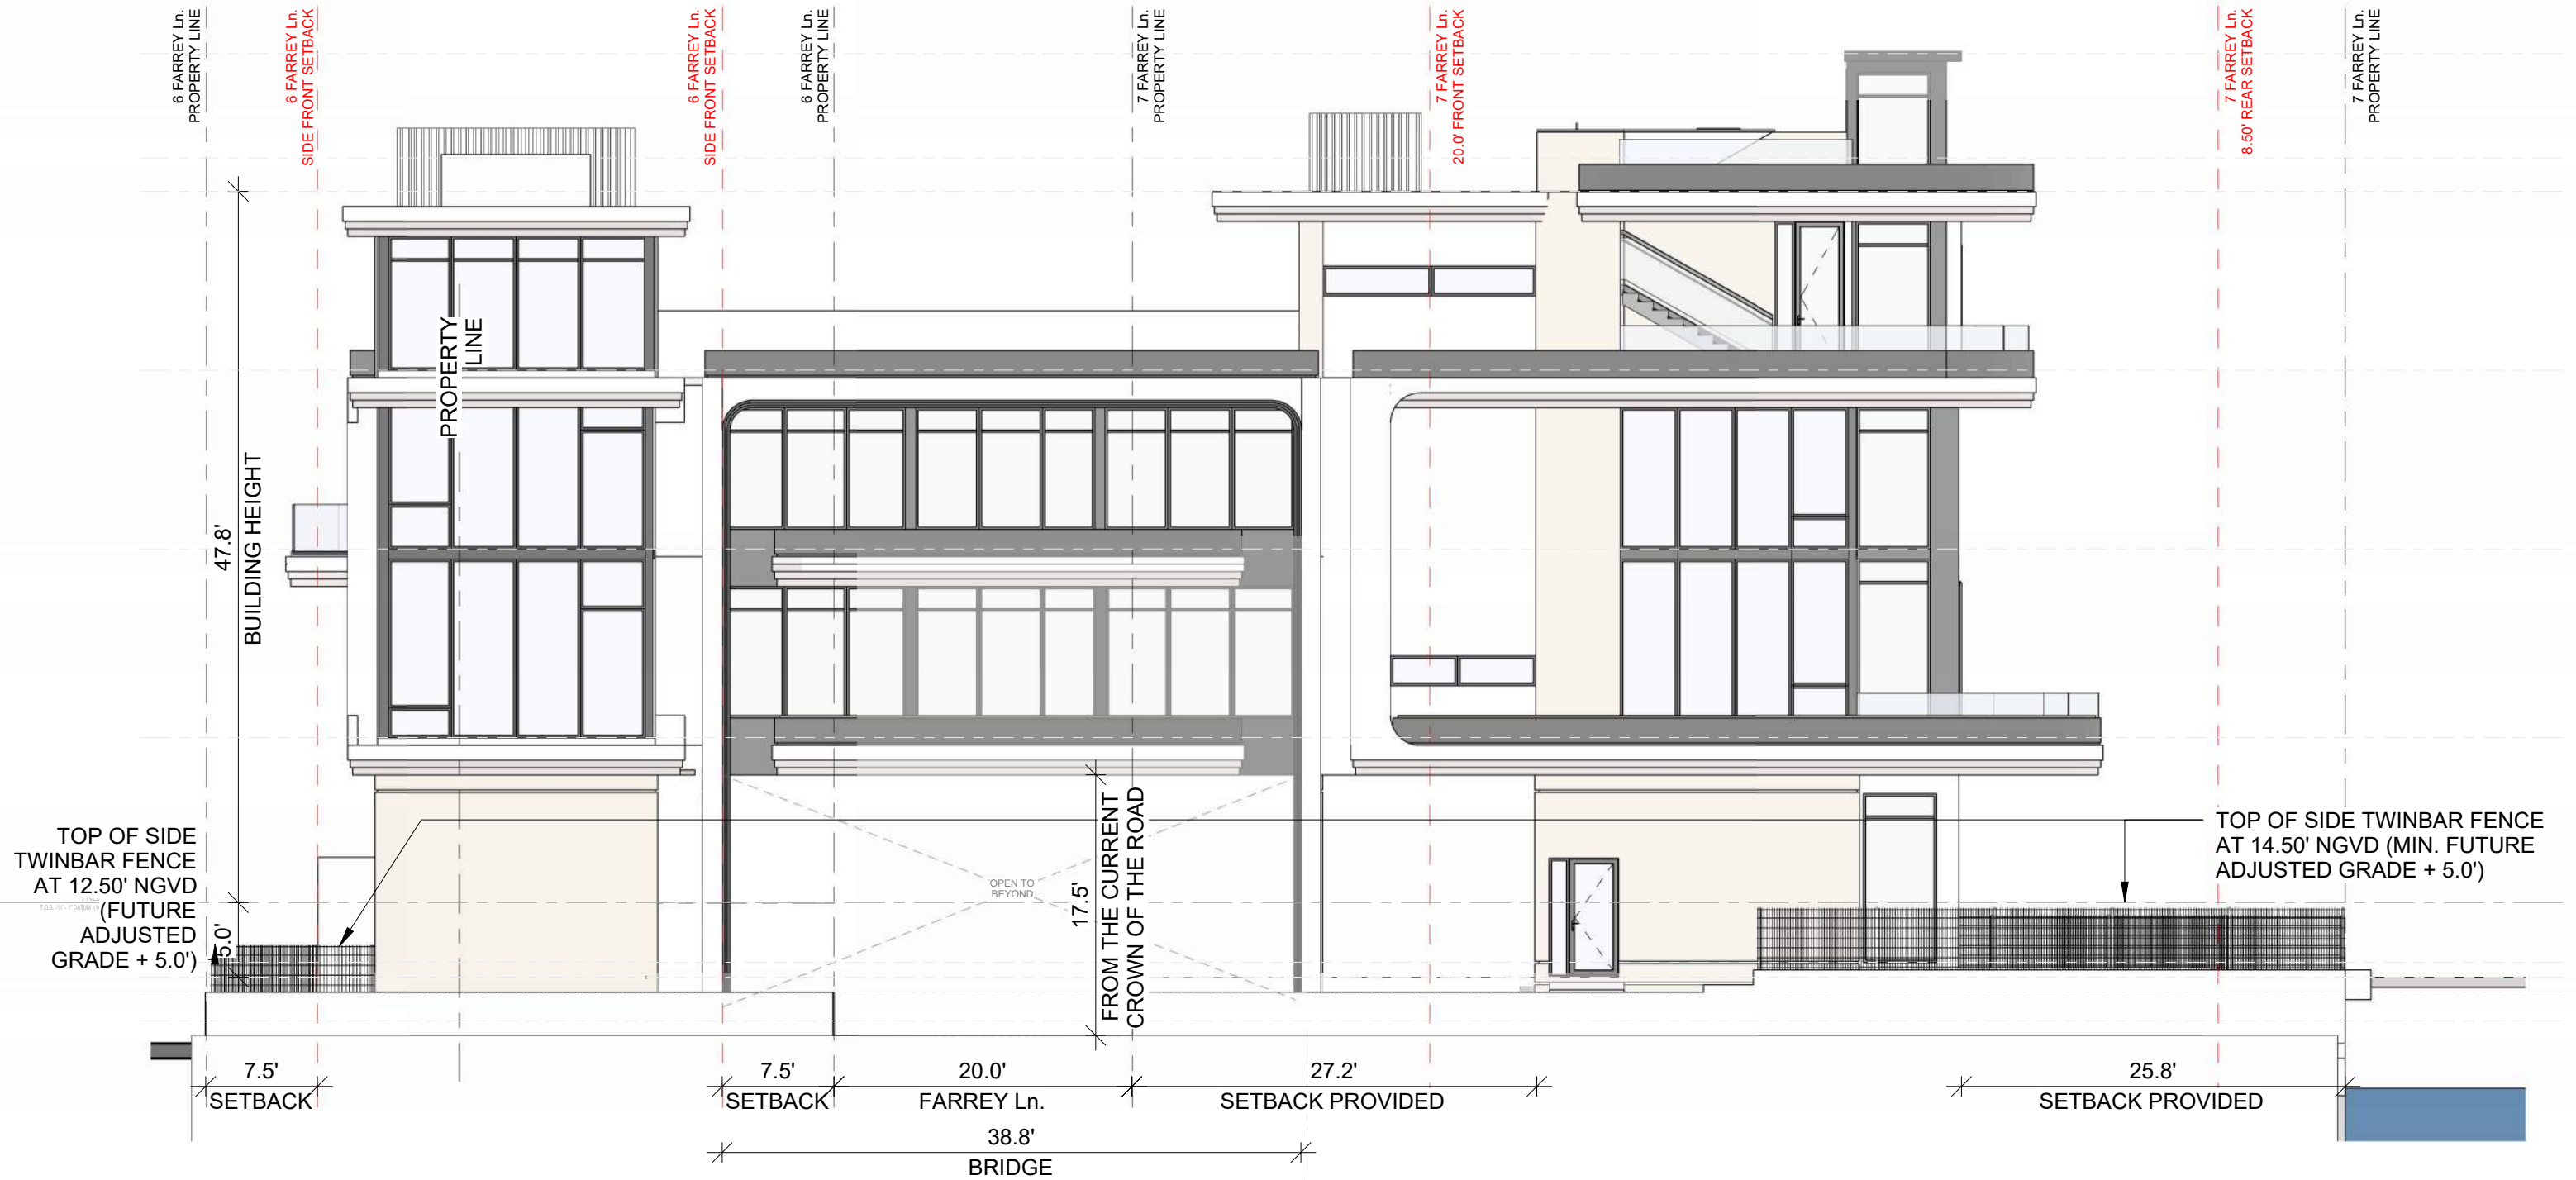 6 FARREY Ln.
PROPERTY LINE
6 FARREY Ln.
SIDE FRONT SETBACK
6 FARREY Ln.
SIDE FRONT SETBACK
6 FARREY Ln.
PROPERTY LINE
7 FARREY Ln.
PROPERTY LINE
7 FARREY Ln.
20.0' FRONT SETBACK
7 FARREY Ln.
8.50' REAR SETBACK
7 FARREY Ln.
PROPERTY LINE
PROPERTY
LINE
47.8'
BUILDING HEIGHT
TOP OF SIDE
TWINBAR FENCE
AT 12.50' NGVD
(FUTURE
ADJUSTED
GRADE + 5.0')
5.0'
OPEN TO
BEYOND
17.5'
FROM THE CURRENT
CROWN OF THE ROAD
TOP OF SIDE TWINBAR FENCE
AT 14.50' NGVD (MIN. FUTURE
ADJUSTED GRADE + 5.0')
7.5'
SETBACK
7.5'
SETBACK
20.0'
FARREY Ln.
27.2'
SETBACK PROVIDED
25.8'
SETBACK PROVIDED
38.8'
BRIDGE